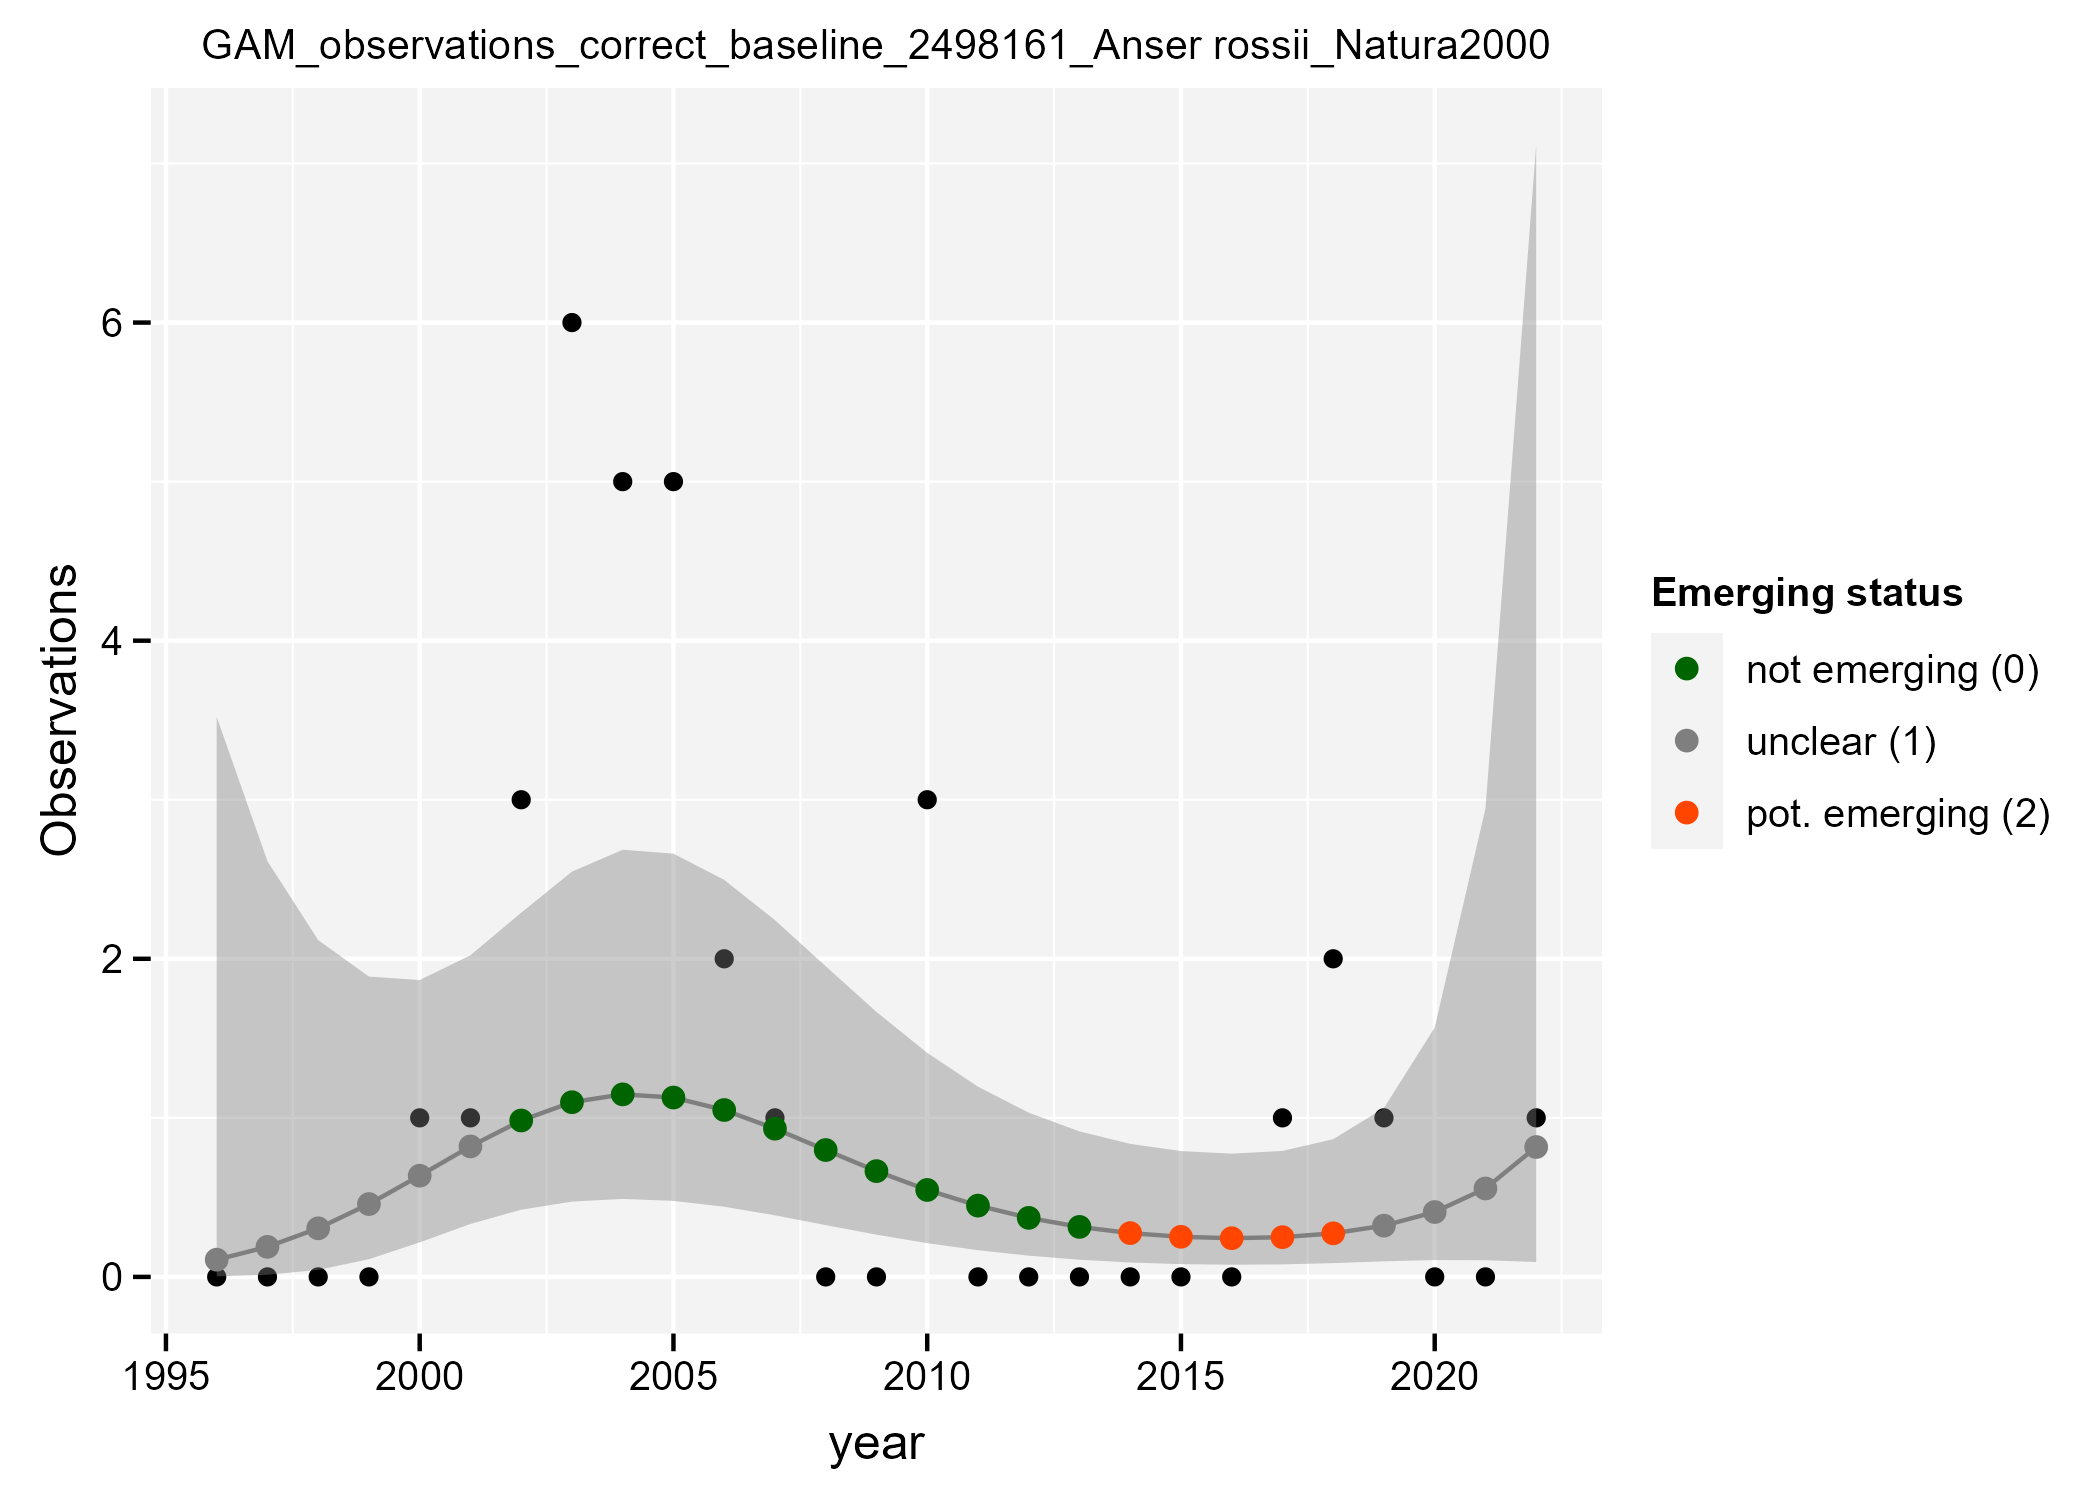 GAM_observations_correct_baseline_2498161_Anser rossii_Natura2000
Observations
6
4
2
0
1995
2000
2005
2010
2015
2020
year
Emerging status
not emerging (0)
unclear (1)
pot. emerging (2)